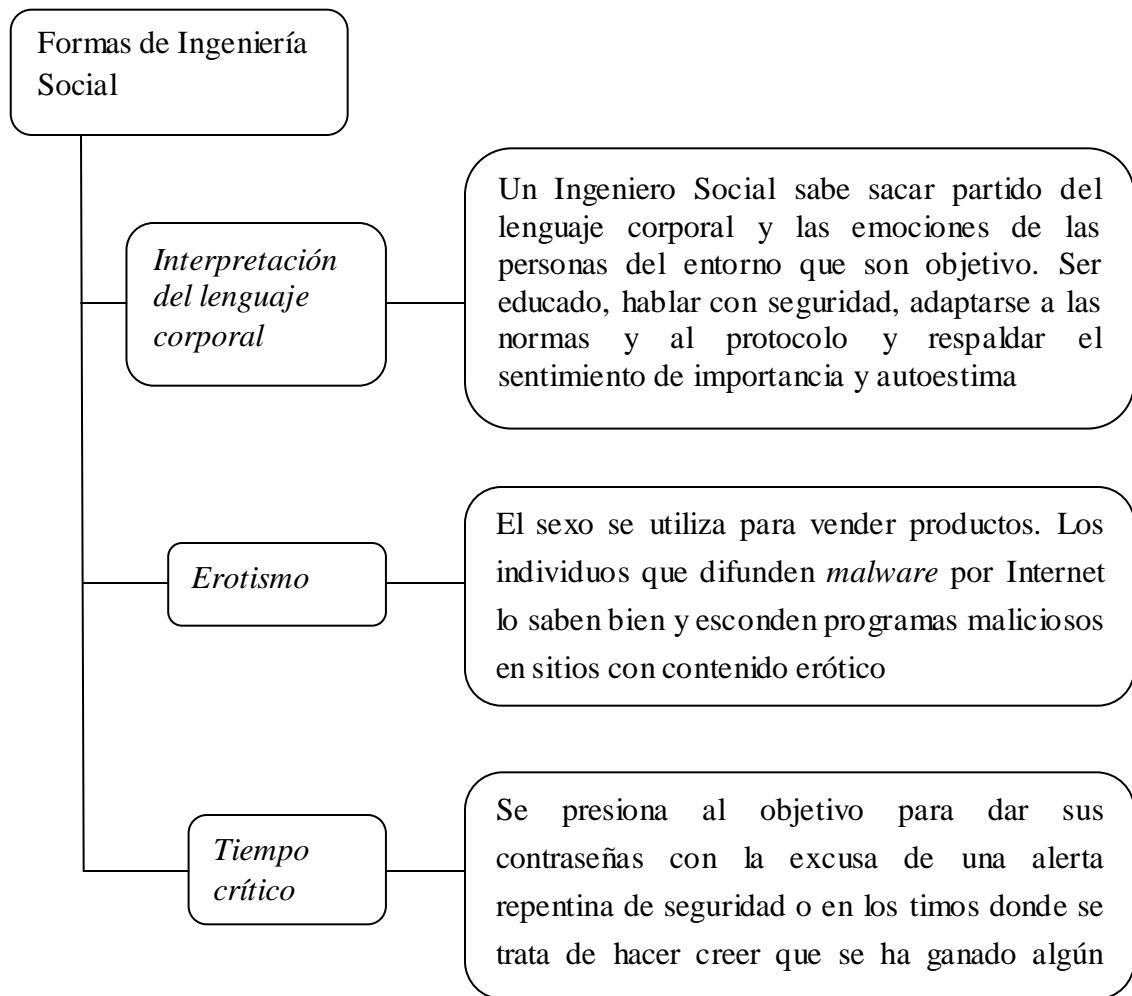 Formas de Ingeniería
Social
Interpretación
del lenguaje
corporal
Un Ingeniero Social sabe sacar partido del
lenguaje corporal y las emociones de las
personas del entorno que son objetivo. Ser
educado, hablar con seguridad, adaptarse a las
normas y al protocolo y respaldar el
sentimiento de importancia y autoestima
Erotismo
El sexo se utiliza para vender productos. Los
individuos que difunden malware por Internet
lo saben bien y esconden programas maliciosos
en sitios con contenido erótico
Tiempo
crítico
Se presiona al objetivo para dar sus
contraseñas con la excusa de una alerta
repentina de seguridad o en los timos donde se
trata de hacer creer que se ha ganado algún